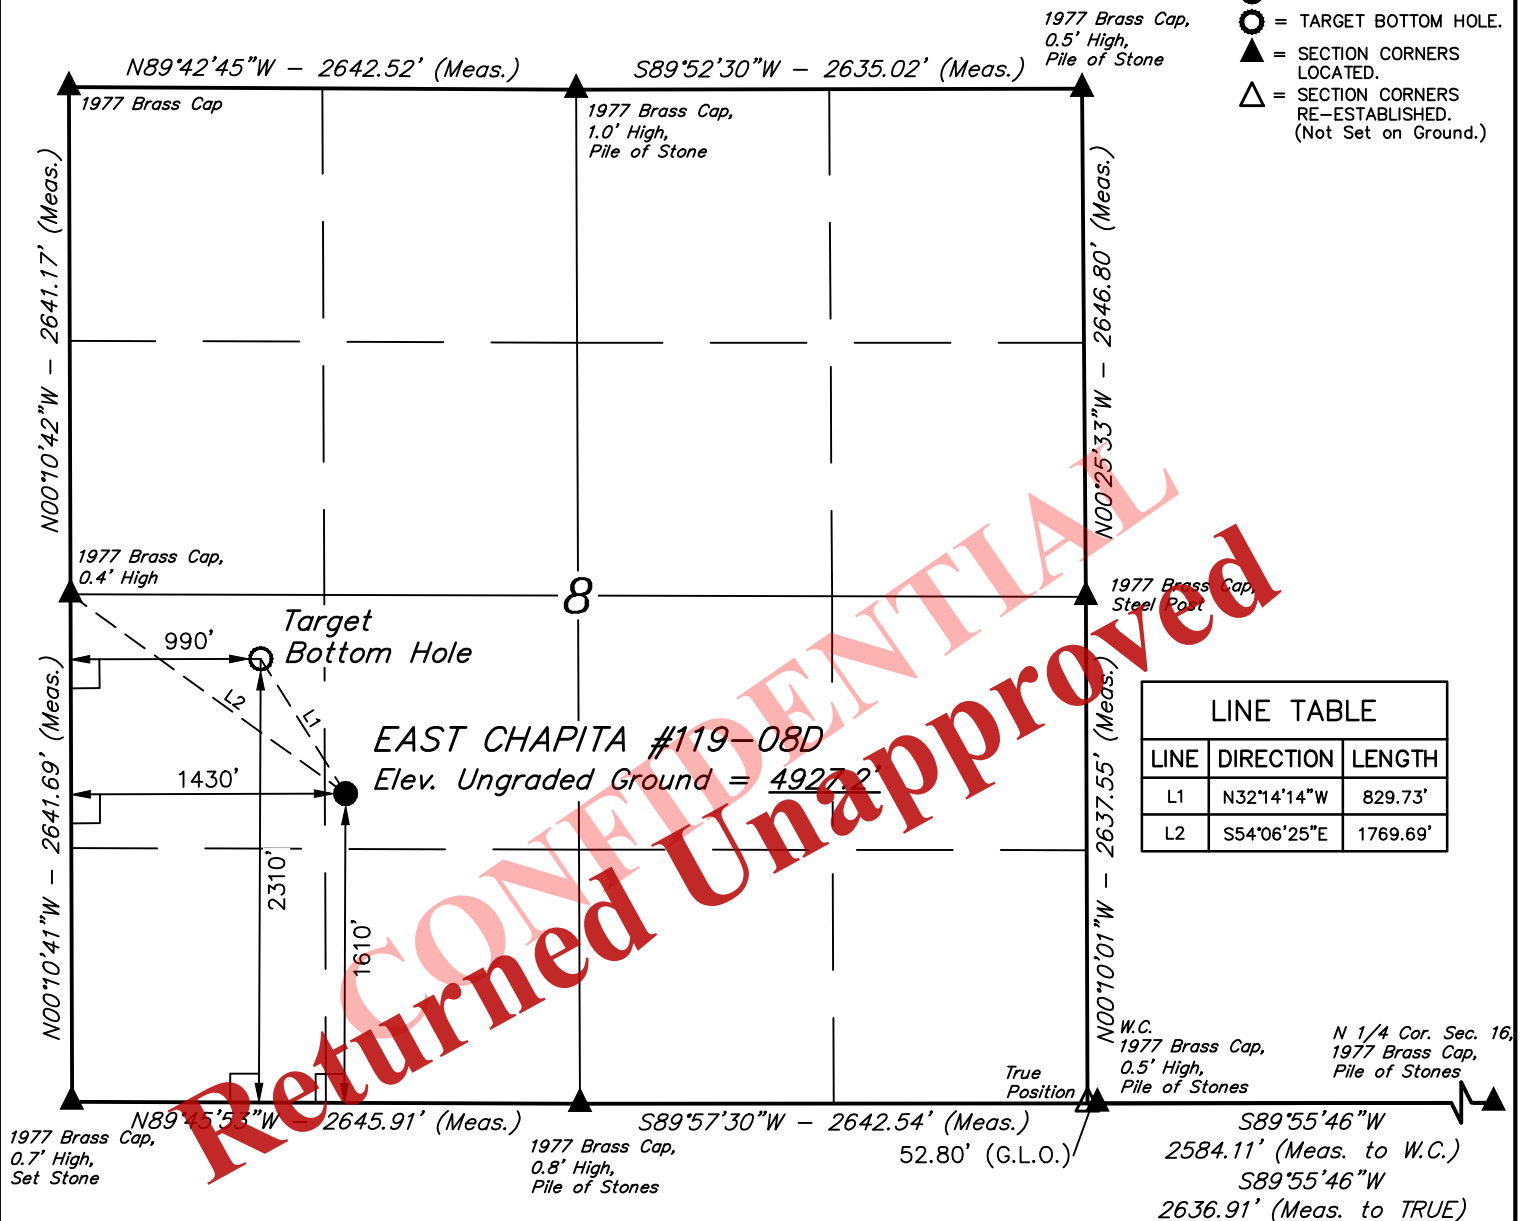 = TARGET BOTTOM HOLE.
= SECTION CORNERS
LOCATED.
= SECTION CORNERS
RE-ESTABLISHED.
(Not Set on Ground.)
1977 Brass Cap,
0.5' High,
Pile of Stone
N89°42'45"W - 2642.52' (Meas.)
S89°52'30"W - 2635.02' (Meas.)
1977 Brass Cap
1977 Brass Cap,
1.0' High,
Pile of Stone
N00°10'42"W - 2641.17' (Meas.)
N00°25'33"W - 2646.80' (Meas.)
1977 Brass Cap,
0.4' High
8
1977 Brass Cap,
Steel Post
Target
Bottom Hole
990'
L2
L1
EAST CHAPITA #119-08D
Elev. Ungraded Ground = 4927.2'
1430'
2310'
1610'
N00°10'41"W - 2641.69' (Meas.)
N00°10'01"W - 2637.55' (Meas.)
LINE TABLE
LINE DIRECTION LENGTH
L1 N32°14'14"W 829.73'
L2 S54°06'25"E 1769.69'
CONFIDENTIAL
Returned Unapproved
W.C.
1977 Brass Cap,
0.5' High,
Pile of Stones
N 1/4 Cor. Sec. 16,
1977 Brass Cap,
Pile of Stones
True
Position
N89°45'53"W - 2645.91' (Meas.)
S89°57'30"W - 2642.54' (Meas.)
52.80' (G.L.O.)
1977 Brass Cap,
0.7' High,
Set Stone
1977 Brass Cap,
0.8' High,
Pile of Stones
S89°55'46"W
2584.11' (Meas. to W.C.)
S89°55'46"W
2636.91' (Meas. to TRUE)